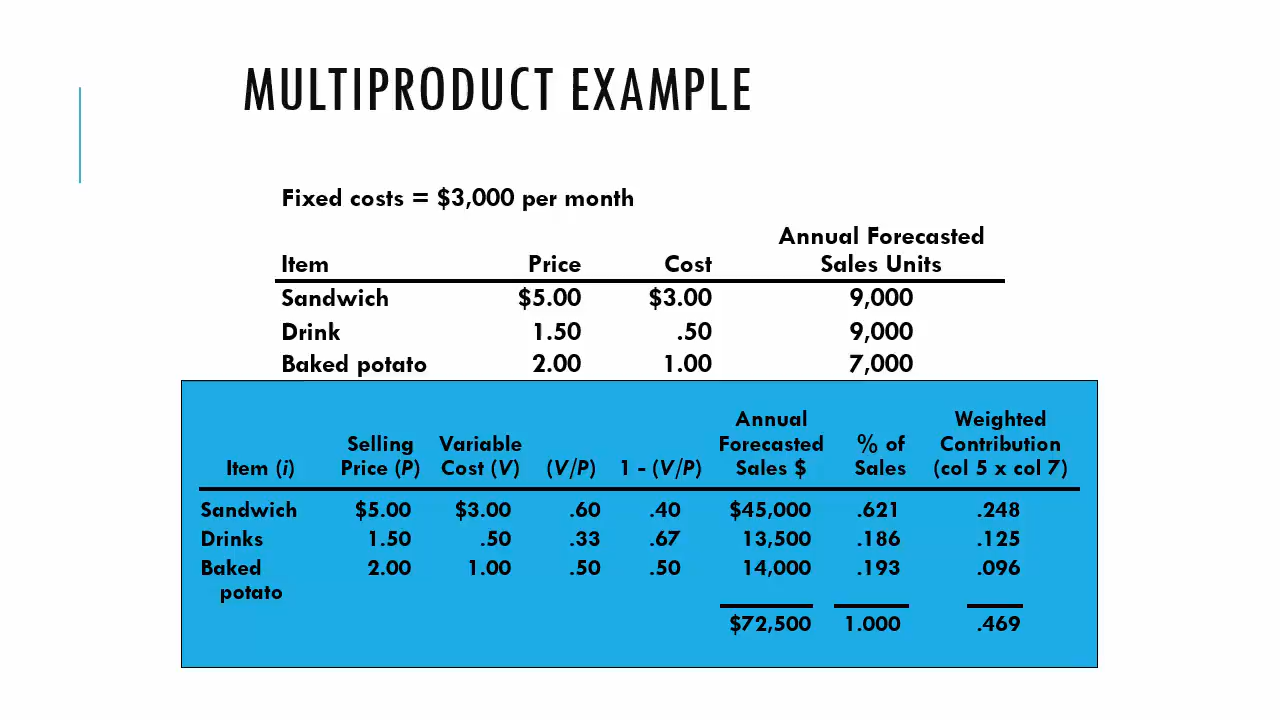 MULTIPRODUCT EXAMPLE
Fixed costs = $3,000 per month
Annual Forecasted
Item Price Cost Sales Units
Sandwich $5.00 $3.00 9,000
Drink 1.50 .50 9,000
Baked potato 2.00 1.00 7,000
Annual Weighted
Selling Variable Forecasted % of Contribution
Item (i) Price (P) Cost (V) (V/P) 1 - (V/P) Sales $ Sales (col 5 x col 7)
Sandwich $5.00 $3.00 .60 .40 $45,000 .621 .248
Drinks 1.50 .50 .33 .67 13,500 .186 .125
Baked 2.00 1.00 .50 .50 14,000 .193 .096
potato
$72,500 1.000 .469